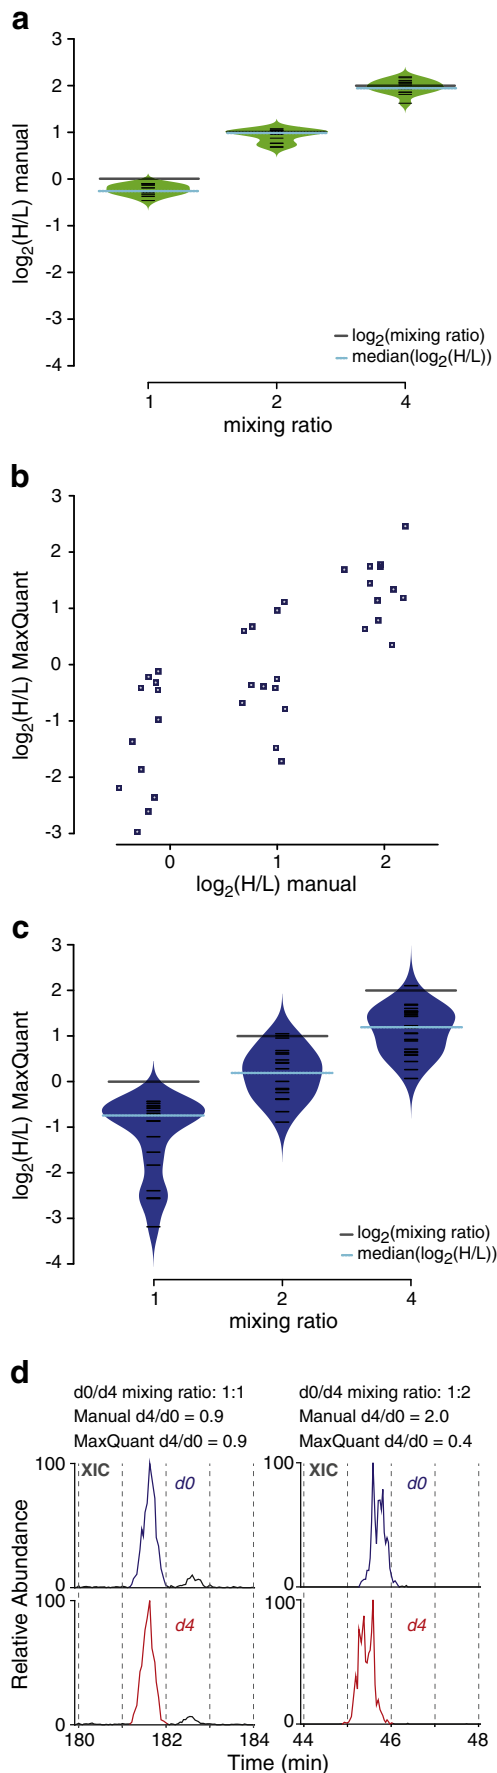 a
3
2
1
0
-1
-2
-3
-4
log2(H/L) manual
log2(mixing ratio)
median(log2(H/L))
1 2 4
mixing ratio
b
3
2
1
0
-1
-2
-3
log2(H/L) MaxQuant
0 1 2
log2(H/L) manual
c
3
2
1
0
-1
-2
-3
-4
log2(H/L) MaxQuant
log2(mixing ratio)
median(log2(H/L))
1 2 4
mixing ratio
d
d0/d4 mixing ratio: 1:1
Manual d4/d0 = 0.9
MaxQuant d4/d0 = 0.9
d0/d4 mixing ratio: 1:2
Manual d4/d0 = 2.0
MaxQuant d4/d0 = 0.4
Relative Abundance
100 XIC d0
0
100 d4
0
180 182 184
100 XIC d0
0
100 d4
0
44 46 48
Time (min)